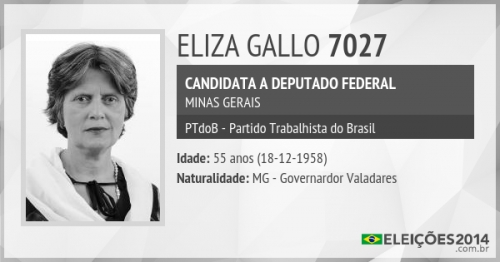 ELIZA GALLO 7027
CANDIDATA A DEPUTADO FEDERAL
MINAS GERAIS
PTdoB - Partido Trabalhista do Brasil
Idade: 55 anos (18-12-1958)
Naturalidade: MG - Governardor Valadares
ELEIÇÕES2014
.com.br